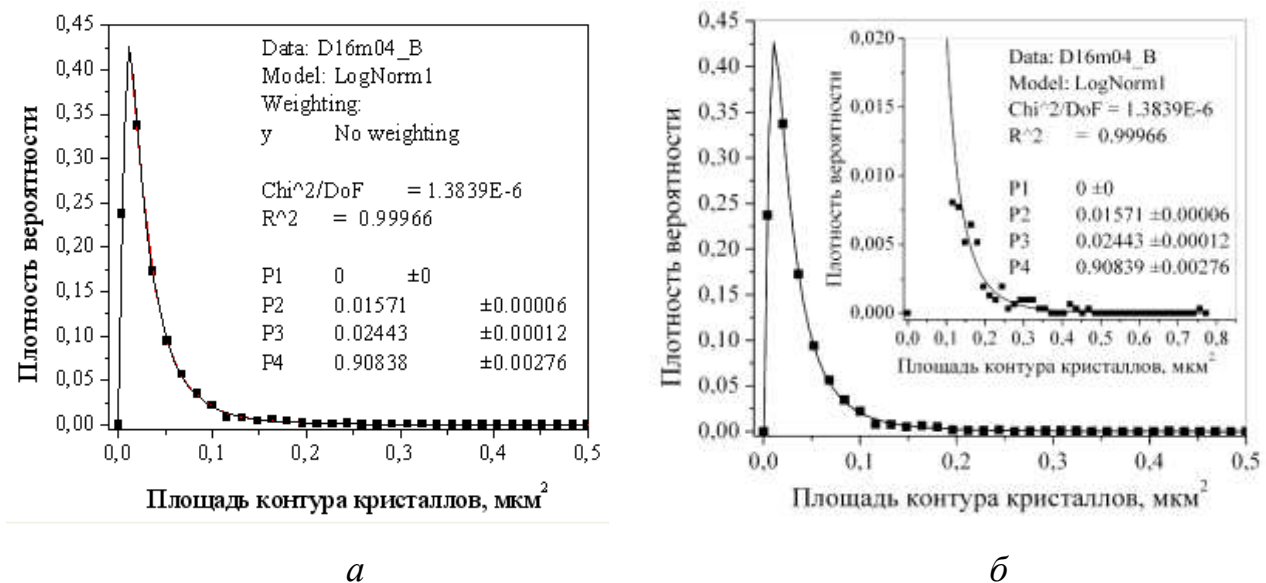 0,45
0,40
0,35
0,30
0,25
0,20
0,15
0,10
0,05
0,00
Плотность вероятности
Data: D16m04_B
Model: LogNorm1
Weighting:
y No weighting
Chi^2/DoF = 1.3839E-6
R^2 = 0.99966
P1 0 ±0
P2 0.01571 ±0.00006
P3 0.02443 ±0.00012
P4 0.90838 ±0.00276
0,0 0,1 0,2 0,3 0,4 0,5
Площадь контура кристаллов, мкм²
а
0,45
0,40
0,35
0,30
0,25
0,20
0,15
0,10
0,05
0,00
Плотность вероятности
0,020
0,015
0,010
0,005
0,000
Плотность вероятности
Data: D16m04_B
Model: LogNorm1
Chi^2/DoF = 1.3839E-6
R^2 = 0.99966
P1 0 ±0
P2 0.01571 ±0.00006
P3 0.02443 ±0.00012
P4 0.90839 ±0.00276
0,0 0,1 0,2 0,3 0,4 0,5 0,6 0,7 0,8
Площадь контура кристаллов, мкм²
0,0 0,1 0,2 0,3 0,4 0,5
Площадь контура кристаллов, мкм²
б